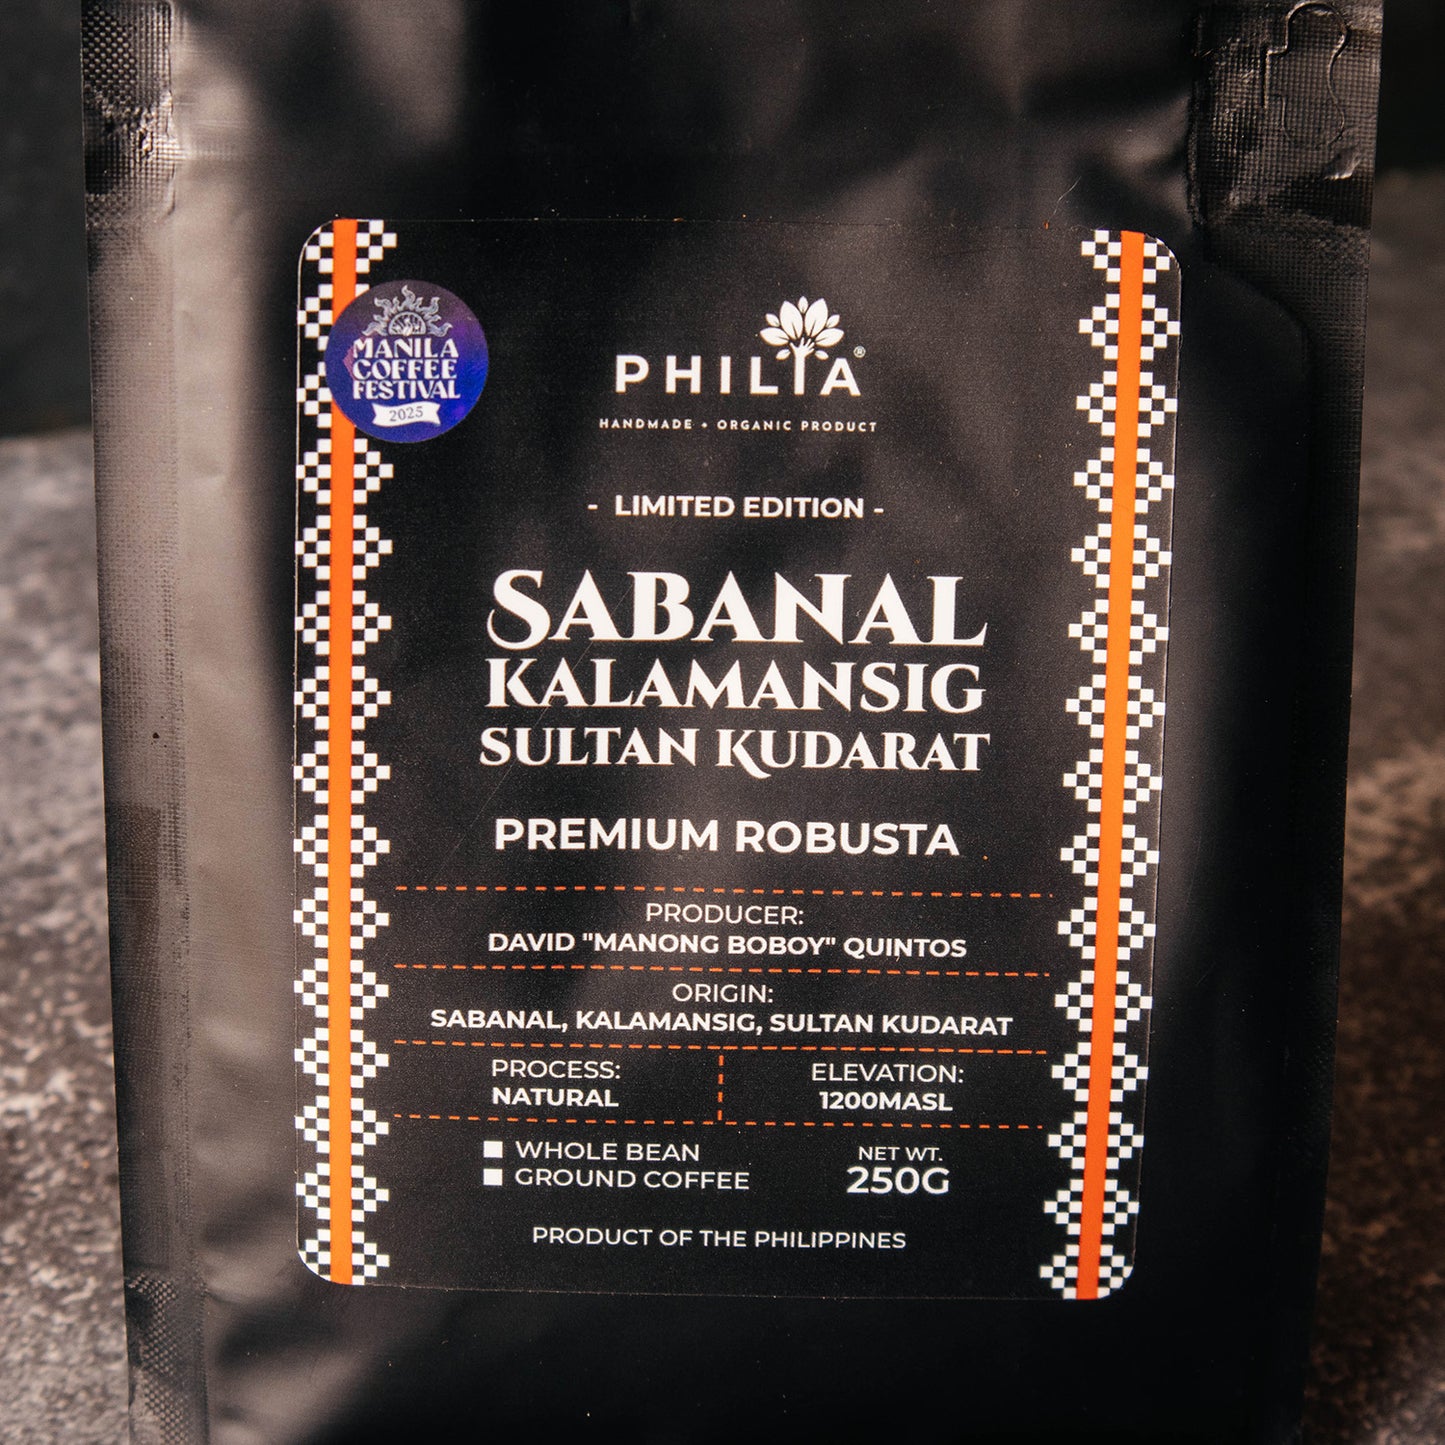 MANILA
COFFEE
FESTIVAL
2025
PHILIA®
HANDMADE • ORGANIC PRODUCT
- LIMITED EDITION -
SABANAL
KALAMANSIG
SULTAN KUDARAT
PREMIUM ROBUSTA
PRODUCER:
DAVID "MANONG BOBOY" QUINTOS
ORIGIN:
SABANAL, KALAMANSIG, SULTAN KUDARAT
PROCESS:
NATURAL
ELEVATION:
1200MASL
WHOLE BEAN
GROUND COFFEE
NET WT.
250G
PRODUCT OF THE PHILIPPINES